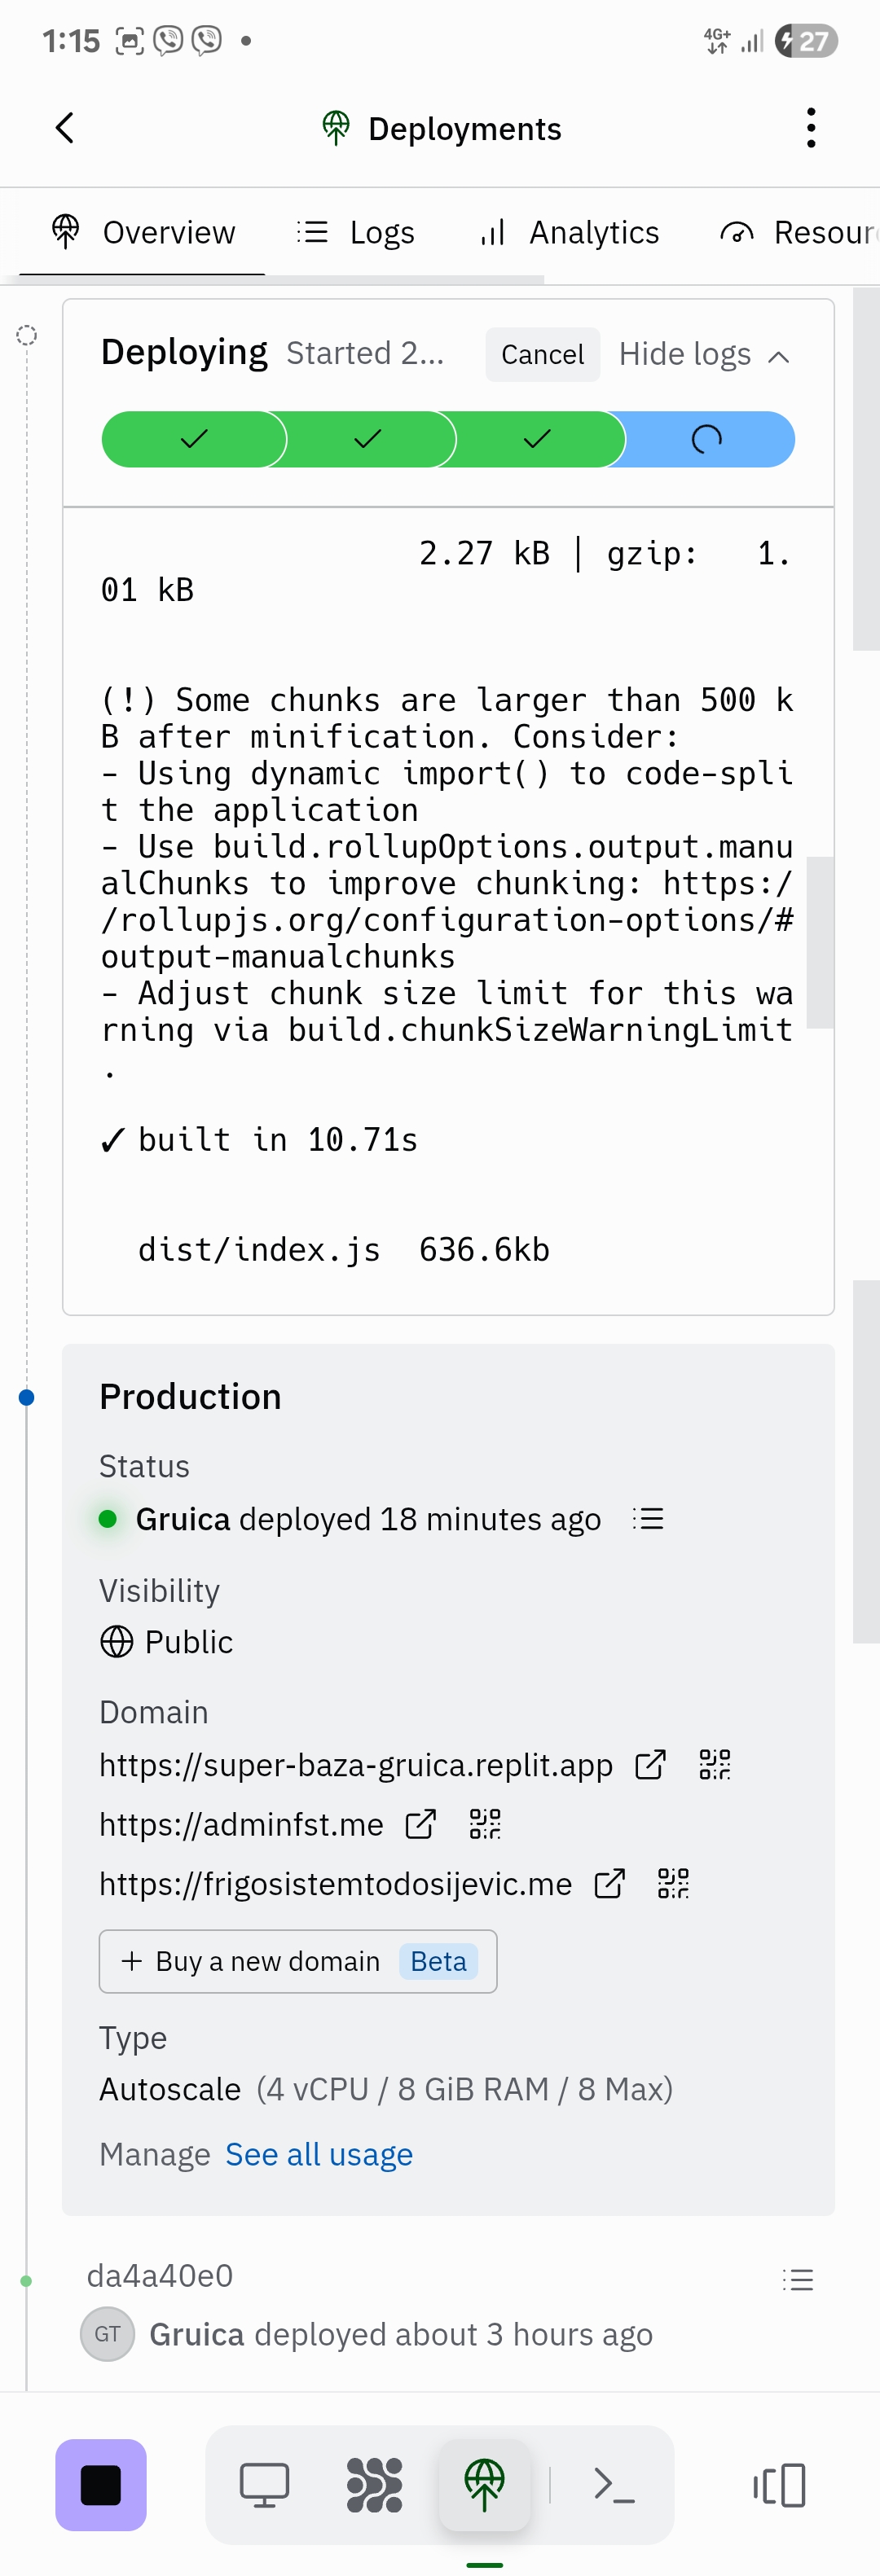 1:15
4G+
27
Deployments
Overview Logs Analytics Resour
Deploying Started 2... Cancel Hide logs
2.27 kB | gzip: 1.
01 kB
(!) Some chunks are larger than 500 k
B after minification. Consider:
- Using dynamic import() to code-spli
t the application
- Use build.rollupOptions.output.manu
alChunks to improve chunking: https:/
/rollupjs.org/configuration-options/#
output-manualchunks
- Adjust chunk size limit for this wa
rning via build.chunkSizeWarningLimit
.
✓ built in 10.71s
dist/index.js 636.6kb
Production
Status
Gruica deployed 18 minutes ago
Visibility
Public
Domain
https://super-baza-gruica.replit.app
https://adminfst.me
https://frigosistemtodosijevic.me
+ Buy a new domain Beta
Type
Autoscale (4 vCPU / 8 GiB RAM / 8 Max)
Manage See all usage
da4a40e0
GT Gruica deployed about 3 hours ago